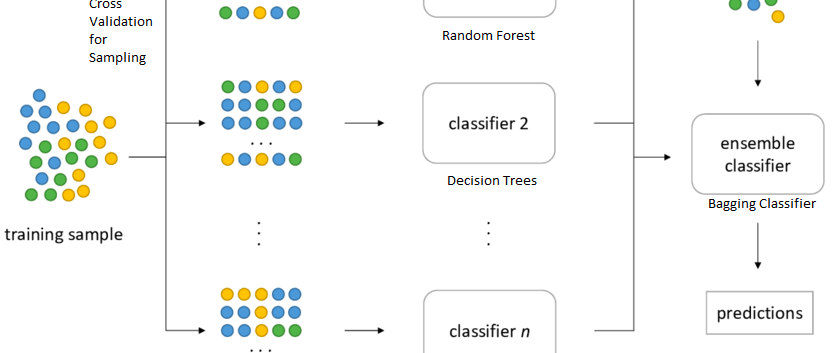 Cross
Validation
for
Sampling
Random Forest
classifier 2
Decision Trees
ensemble
classifier
Bagging Classifier
training sample
predictions
classifier n